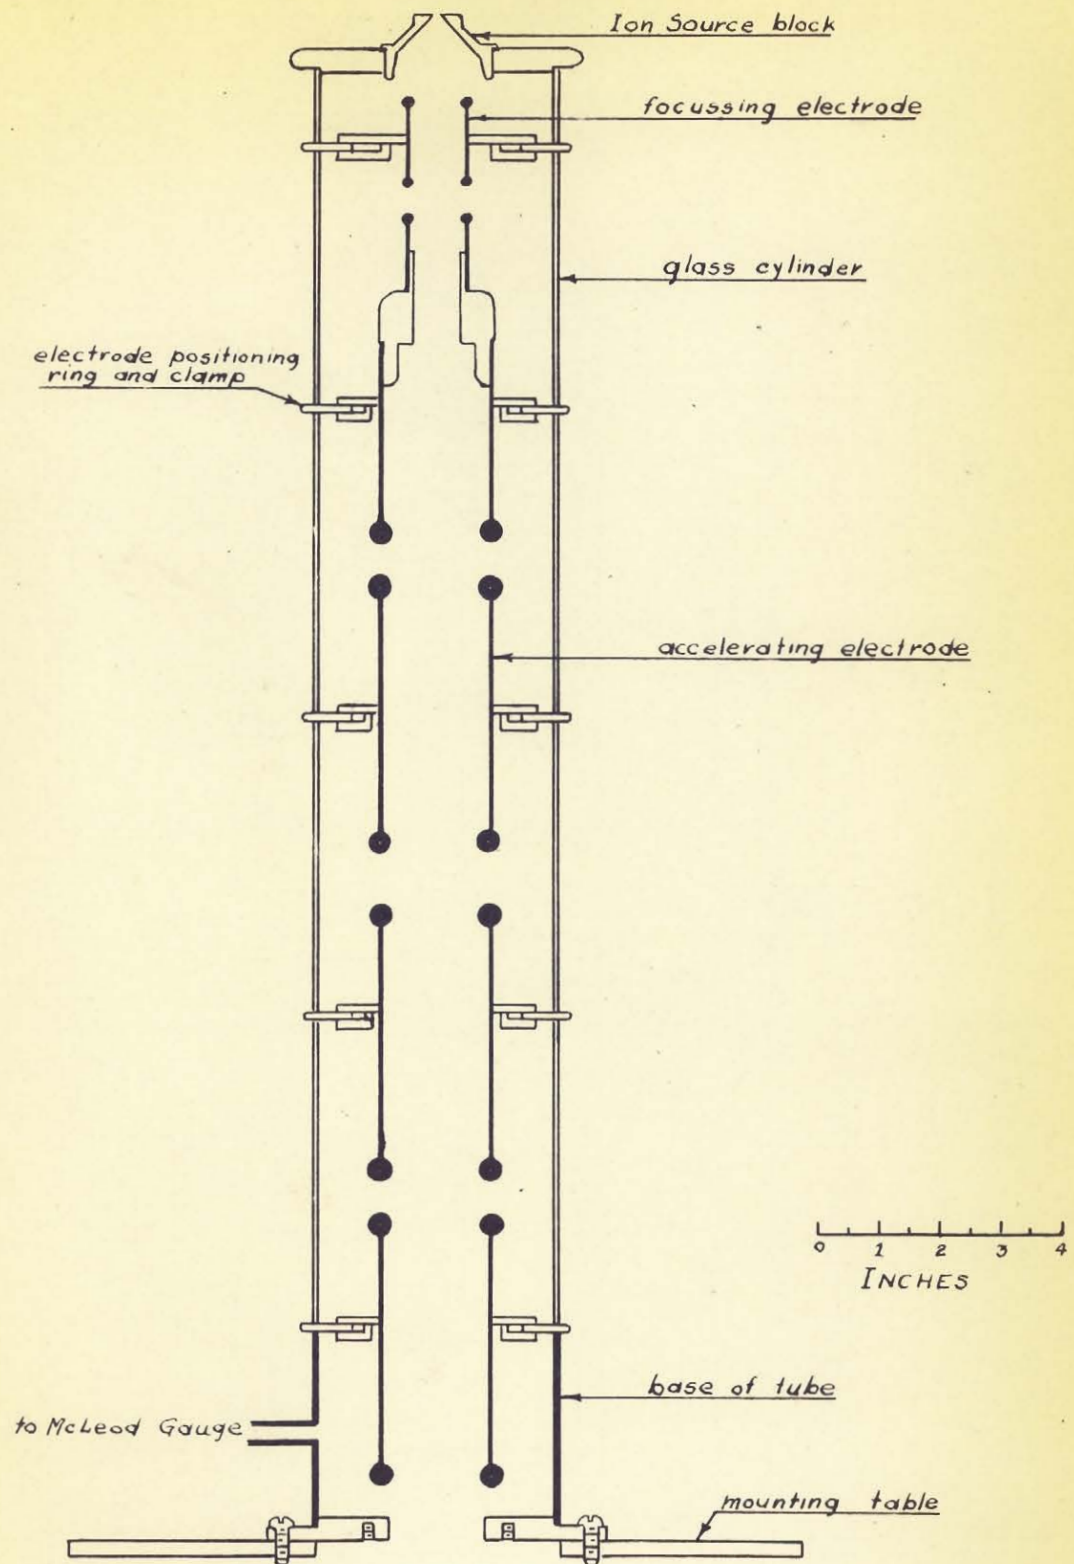 Ion Source block
focussing electrode
glass cylinder
electrode positioning
ring and clamp
accelerating electrode
0 1 2 3 4
INCHES
base of tube
to McLeod Gauge
mounting table